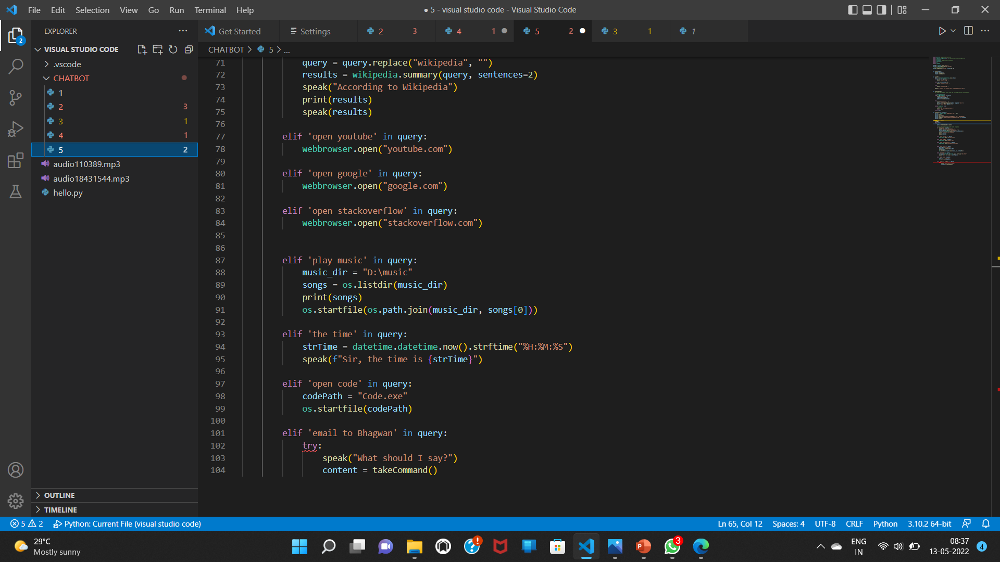 File Edit Selection View Go Run Terminal Help
● 5 - visual studio code - Visual Studio Code
EXPLORER
Get Started
Settings
2 3
4 1
5 2
3 1
1
VISUAL STUDIO CODE
CHATBOT > 5 > ...
.vscode
CHATBOT
1
2 3
3 1
4 1
5 2
audio110389.mp3
audio18431544.mp3
hello.py
2
71 query = query.replace("wikipedia", "")
72 results = wikipedia.summary(query, sentences=2)
73 speak("According to Wikipedia")
74 print(results)
75 speak(results)
76
77 elif 'open youtube' in query:
78 webbrowser.open("youtube.com")
79
80 elif 'open google' in query:
81 webbrowser.open("google.com")
82
83 elif 'open stackoverflow' in query:
84 webbrowser.open("stackoverflow.com")
85
86
87 elif 'play music' in query:
88 music_dir = "D:\music"
89 songs = os.listdir(music_dir)
90 print(songs)
91 os.startfile(os.path.join(music_dir, songs[0]))
92
93 elif 'the time' in query:
94 strTime = datetime.datetime.now().strftime("%H:%M:%S")
95 speak(f"Sir, the time is {strTime}")
96
97 elif 'open code' in query:
98 codePath = "Code.exe"
99 os.startfile(codePath)
100
101 elif 'email to Bhagwan' in query:
102 try:
103 speak("What should I say?")
104 content = takeCommand()
OUTLINE
TIMELINE
5 2 Python: Current File (visual studio code)
Ln 65, Col 12 Spaces: 4 UTF-8 CRLF Python 3.10.2 64-bit
29°C
Mostly sunny
3
ENG
IN
08:37
13-05-2022
4